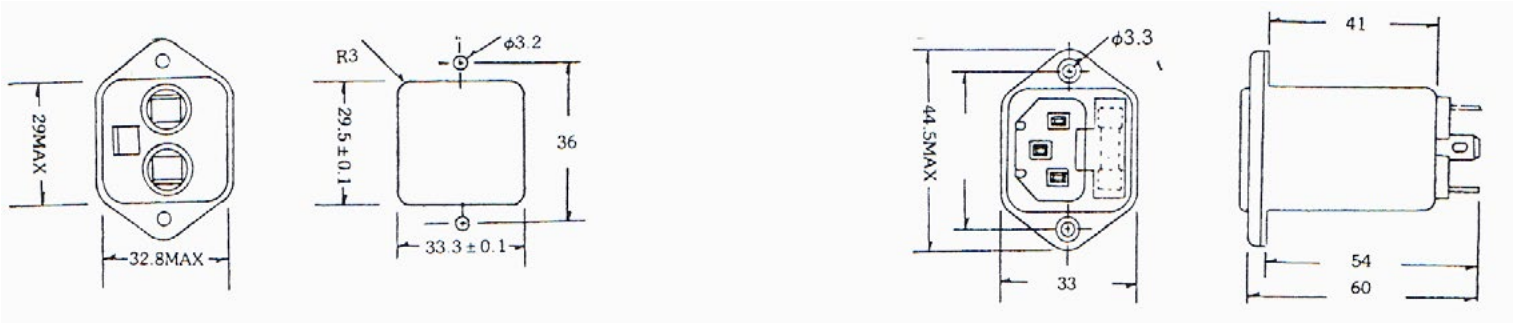 29MAX
32.8MAX
R3
φ3.2
29.5±0.1
36
33.3±0.1
φ3.3
44.5MAX
33
41
54
60